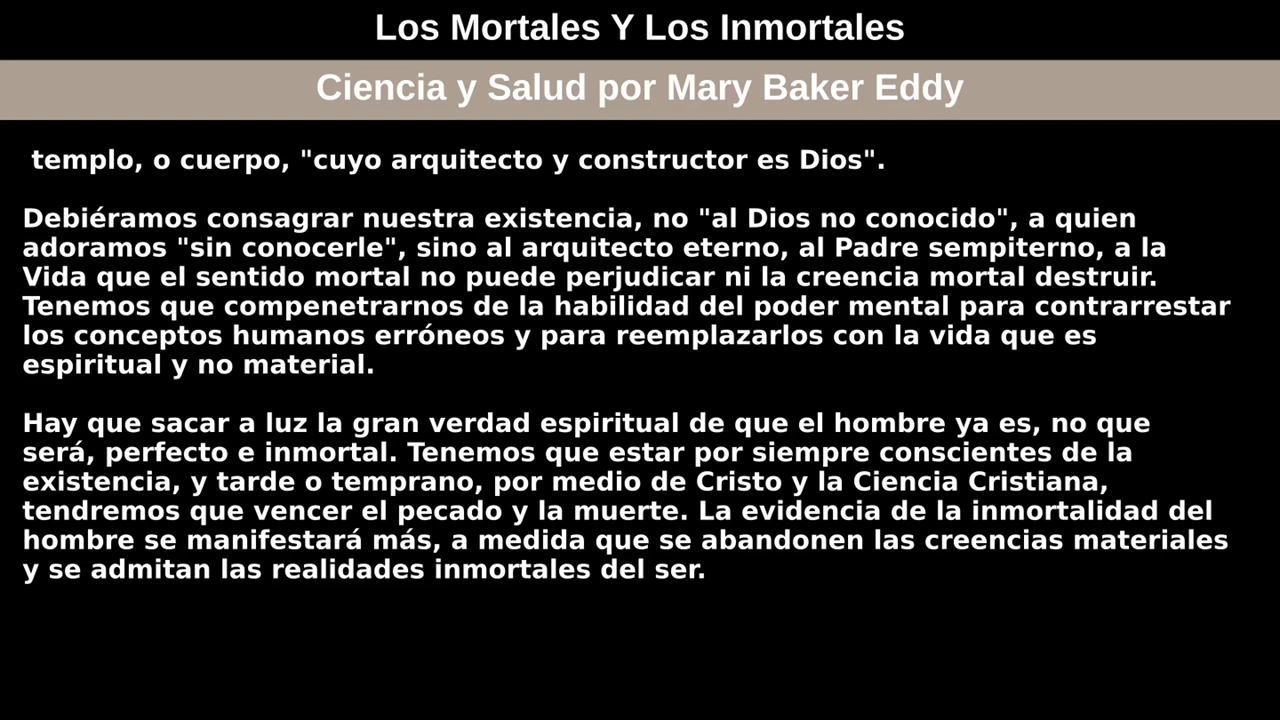 Los Mortales Y Los Inmortales
Ciencia y Salud por Mary Baker Eddy
templo, o cuerpo, "cuyo arquitecto y constructor es Dios".
Debiéramos consagrar nuestra existencia, no "al Dios no conocido", a quien
adoramos "sin conocerle", sino al arquitecto eterno, al Padre sempiterno, a la
Vida que el sentido mortal no puede perjudicar ni la creencia mortal destruir.
Tenemos que compenetrarnos de la habilidad del poder mental para contrarrestar
los conceptos humanos erróneos y para reemplazarlos con la vida que es
espiritual y no material.
Hay que sacar a luz la gran verdad espiritual de que el hombre ya es, no que
será, perfecto e inmortal. Tenemos que estar por siempre conscientes de la
existencia, y tarde o temprano, por medio de Cristo y la Ciencia Cristiana,
tendremos que vencer el pecado y la muerte. La evidencia de la inmortalidad del
hombre se manifestará más, a medida que se abandonen las creencias materiales
y se admitan las realidades inmortales del ser.